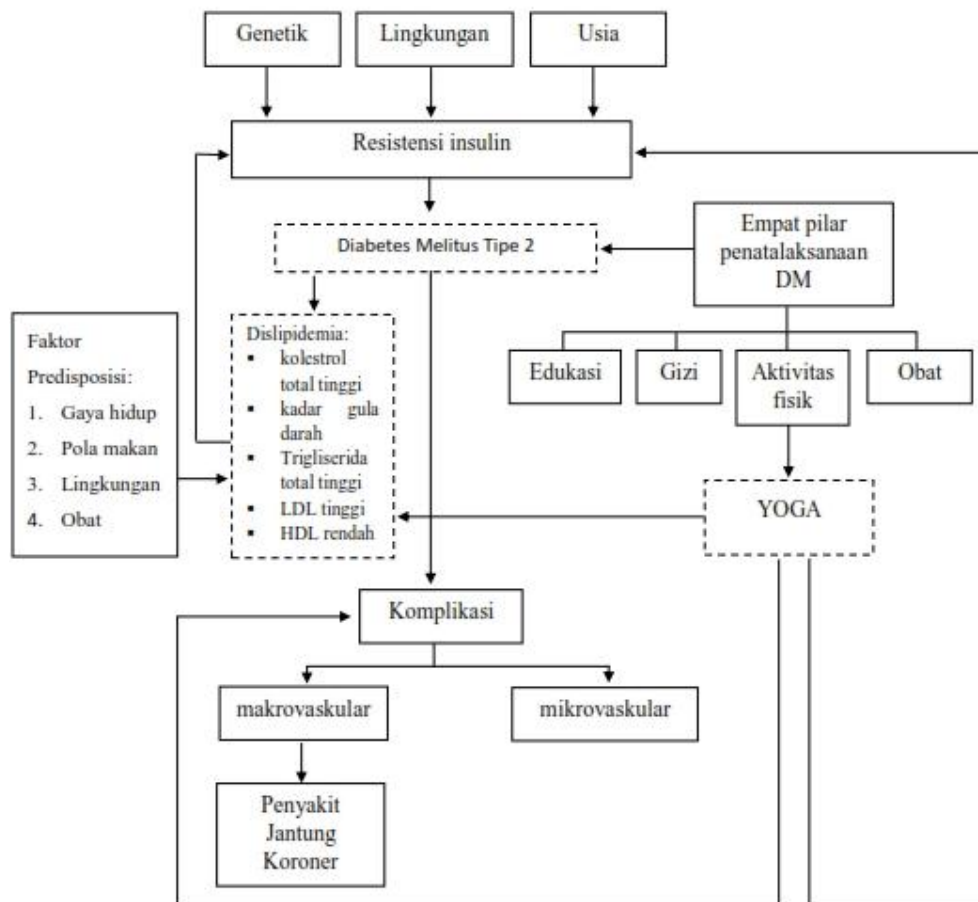 Genetik
Lingkungan
Usia
Resistensi insulin
Diabetes Melitus Tipe 2
Empat pilar
penatalaksanaan
DM
Faktor
Predisposisi:
1. Gaya hidup
2. Pola makan
3. Lingkungan
4. Obat
Dislipidemia:
▪ kolestrol
total tinggi
▪ kadar gula
darah
▪ Trigliserida
total tinggi
▪ LDL tinggi
▪ HDL rendah
Edukasi
Gizi
Aktivitas
fisik
Obat
YOGA
Komplikasi
makrovaskular
mikrovaskular
Penyakit
Jantung
Koroner